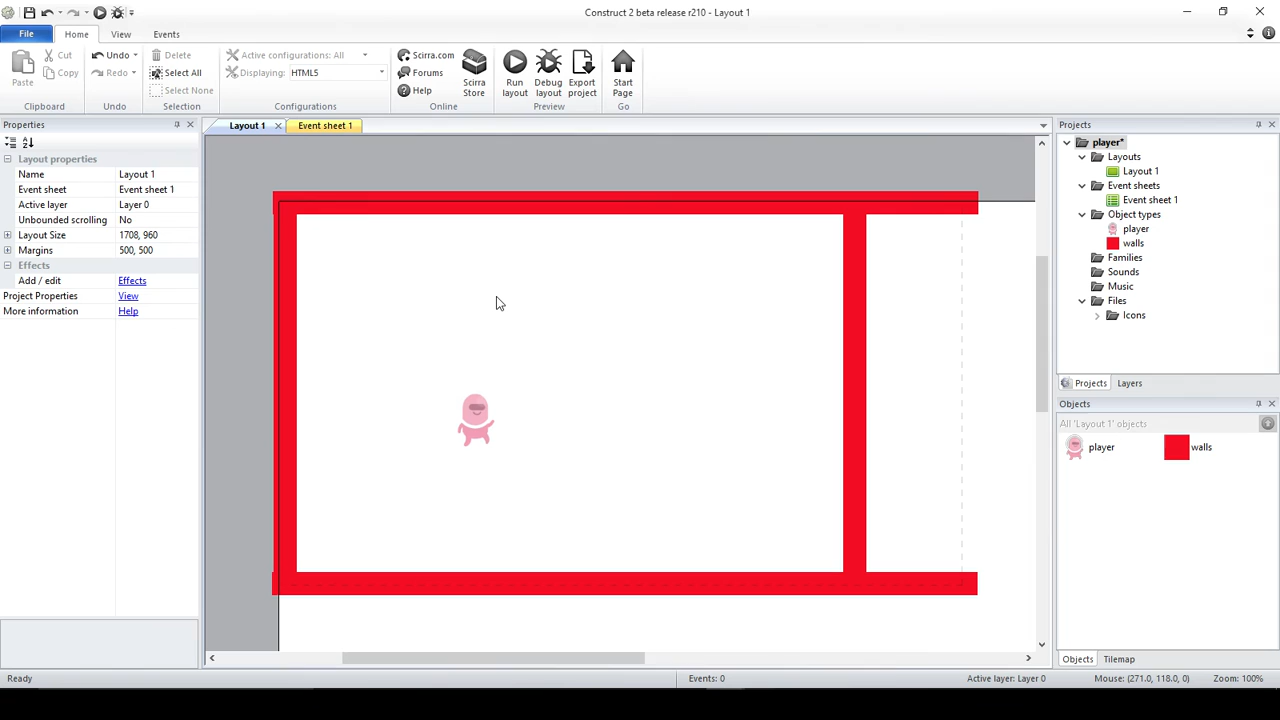 Construct 2 beta release r210 - Layout 1
File
Home
View
Events
Paste
Cut
Copy
Clipboard
Undo
Redo
Undo
Delete
Select All
Select None
Selection
Active configurations: All
Displaying: HTML5
Configurations
Scirra.com
Forums
Help
Scirra
Store
Online
Run
layout
Debug
layout
Export
project
Preview
Start
Page
Go
Properties
Layout properties
Name Layout 1
Event sheet Event sheet 1
Active layer Layer 0
Unbounded scrolling No
Layout Size 1708, 960
Margins 500, 500
Effects
Add / edit Effects
Project Properties View
More information Help
Layout 1
Event sheet 1
Projects
player*
Layouts
Layout 1
Event sheets
Event sheet 1
Object types
player
walls
Families
Sounds
Music
Files
Icons
Projects
Layers
Objects
All 'Layout 1' objects
player
walls
Objects
Tilemap
Ready
Events: 0
Active layer: Layer 0
Mouse: (271.0, 118.0, 0)
Zoom: 100%